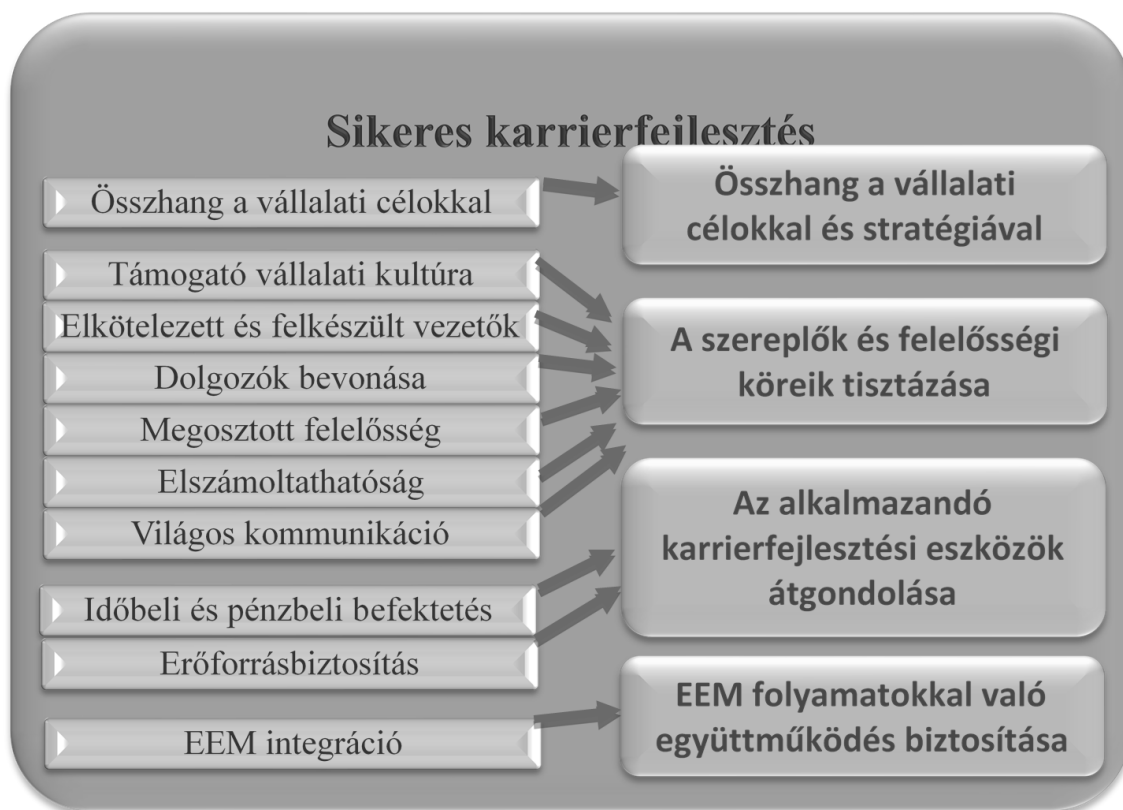 Sikeres karrierfejlesztés
Összhang a vállalati célokkal
Támogató vállalati kultúra
Elkötelezett és felkészült vezetők
Dolgozók bevonása
Megosztott felelősség
Elszámoltathatóság
Világos kommunikáció
Időbeli és pénzbeli befektetés
Erőforrásbiztosítás
EEM integráció
Összhang a vállalati
célokkal és stratégiával
A szereplők és felelősségi
köreik tisztázása
Az alkalmazandó
karrierfejlesztési eszközök
átgondolása
EEM folyamatokkal való
együttműködés biztosítása